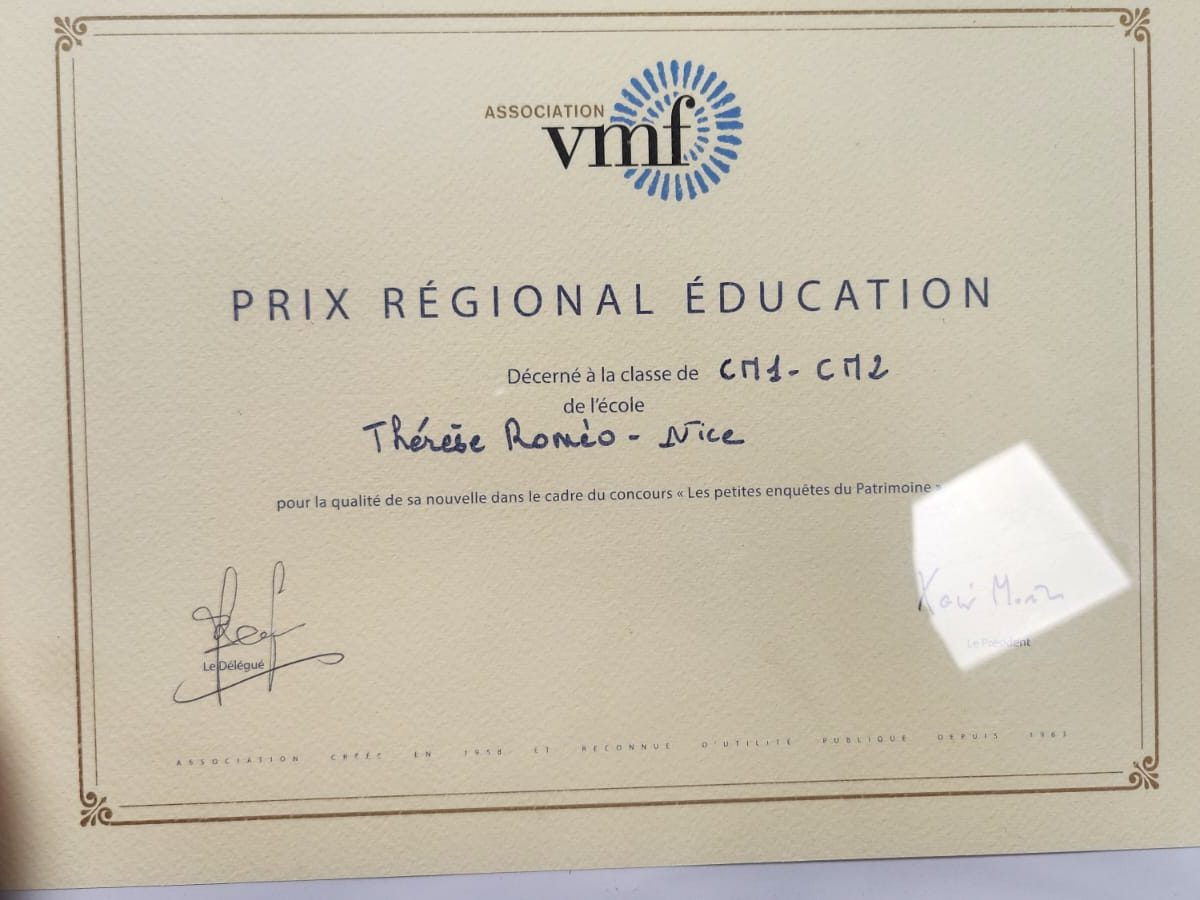 ASSOCIATION
vmf
PRIX RÉGIONAL ÉDUCATION
Décerné à la classe de CM1 - CM2
de l'école
Thérèse Roméo - Nice
pour la qualité de sa nouvelle dans le cadre du concours « Les petites enquêtes du Patrimoine »
Le Délégué
Le Président
ASSOCIATION CRÉÉE EN 1958 ET RECONNUE D'UTILITÉ PUBLIQUE DEPUIS 1963